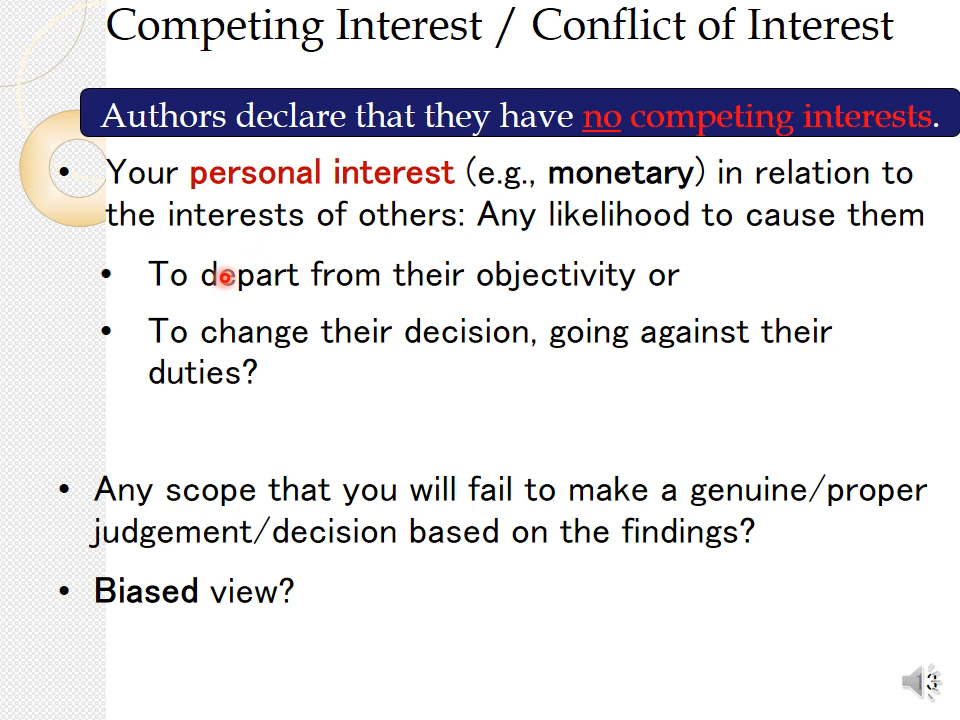 Competing Interest / Conflict of Interest
Authors declare that they have no competing interests.
• Your personal interest (e.g., monetary) in relation to
the interests of others: Any likelihood to cause them
• To depart from their objectivity or
• To change their decision, going against their
duties?
• Any scope that you will fail to make a genuine/proper
judgement/decision based on the findings?
• Biased view?